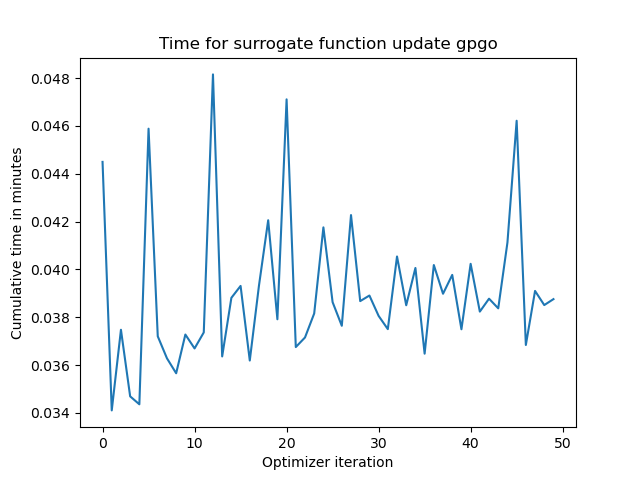 Time for surrogate function update gpgo
Cumulative time in minutes
0.048
0.046
0.044
0.042
0.040
0.038
0.036
0.034
0 10 20 30 40 50
Optimizer iteration